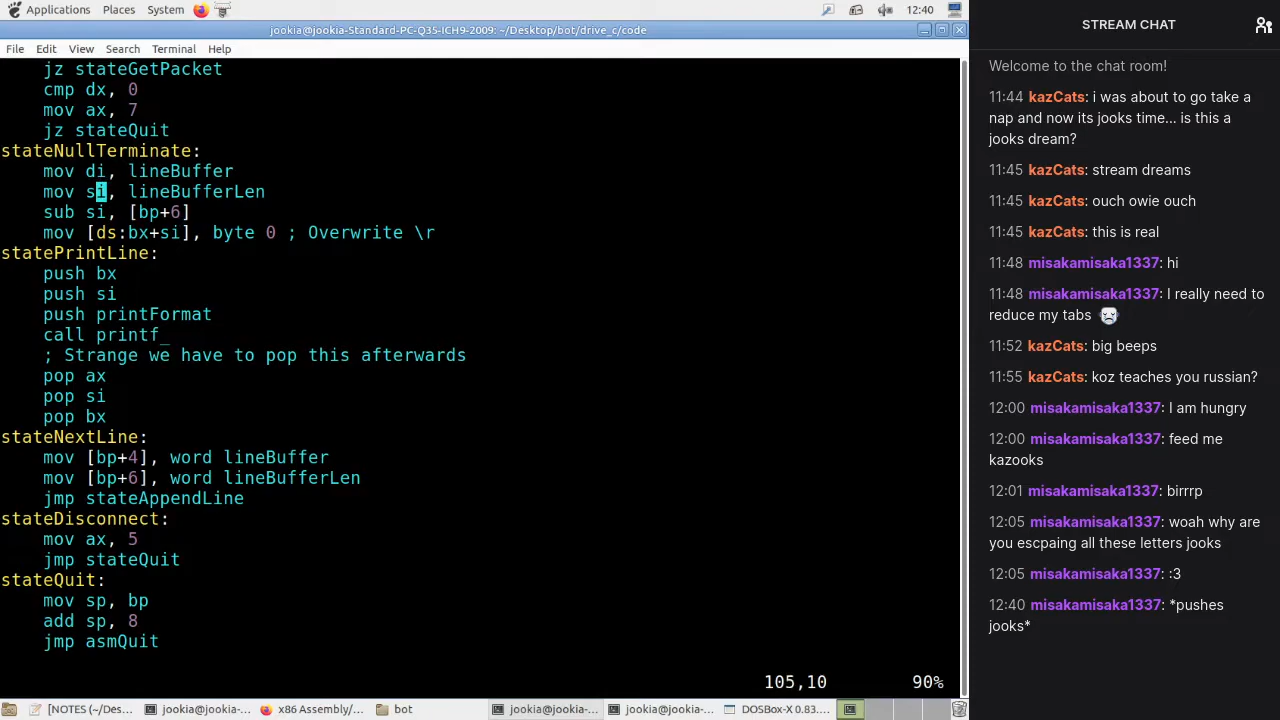 Applications Places System 12:40
jookia@jookia-Standard-PC-Q35-ICH9-2009: ~/Desktop/bot/drive_c/code
File Edit View Search Terminal Help
jz stateGetPacket
cmp dx, 0
mov ax, 7
jz stateQuit
stateNullTerminate:
mov di, lineBuffer
mov si, lineBufferLen
sub si, [bp+6]
mov [ds:bx+si], byte 0 ; Overwrite \r
statePrintLine:
push bx
push si
push printFormat
call printf_
; Strange we have to pop this afterwards
pop ax
pop si
pop bx
stateNextLine:
mov [bp+4], word lineBuffer
mov [bp+6], word lineBufferLen
jmp stateAppendLine
stateDisconnect:
mov ax, 5
jmp stateQuit
stateQuit:
mov sp, bp
add sp, 8
jmp asmQuit
105,10 90%
[NOTES (~/Des... jookia@jookia-... x86 Assembly/... bot jookia@jookia-... jookia@jookia-... DOSBox-X 0.83....
STREAM CHAT
Welcome to the chat room!
11:44 kazCats: i was about to go take a
nap and now its jooks time... is this a
jooks dream?
11:45 kazCats: stream dreams
11:45 kazCats: ouch owie ouch
11:45 kazCats: this is real
11:48 misakamisaka1337: hi
11:48 misakamisaka1337: I really need to
reduce my tabs
11:52 kazCats: big beeps
11:55 kazCats: koz teaches you russian?
12:00 misakamisaka1337: I am hungry
12:00 misakamisaka1337: feed me
kazooks
12:01 misakamisaka1337: birrrp
12:05 misakamisaka1337: woah why are
you escpaing all these letters jooks
12:05 misakamisaka1337: :3
12:40 misakamisaka1337: *pushes
jooks*